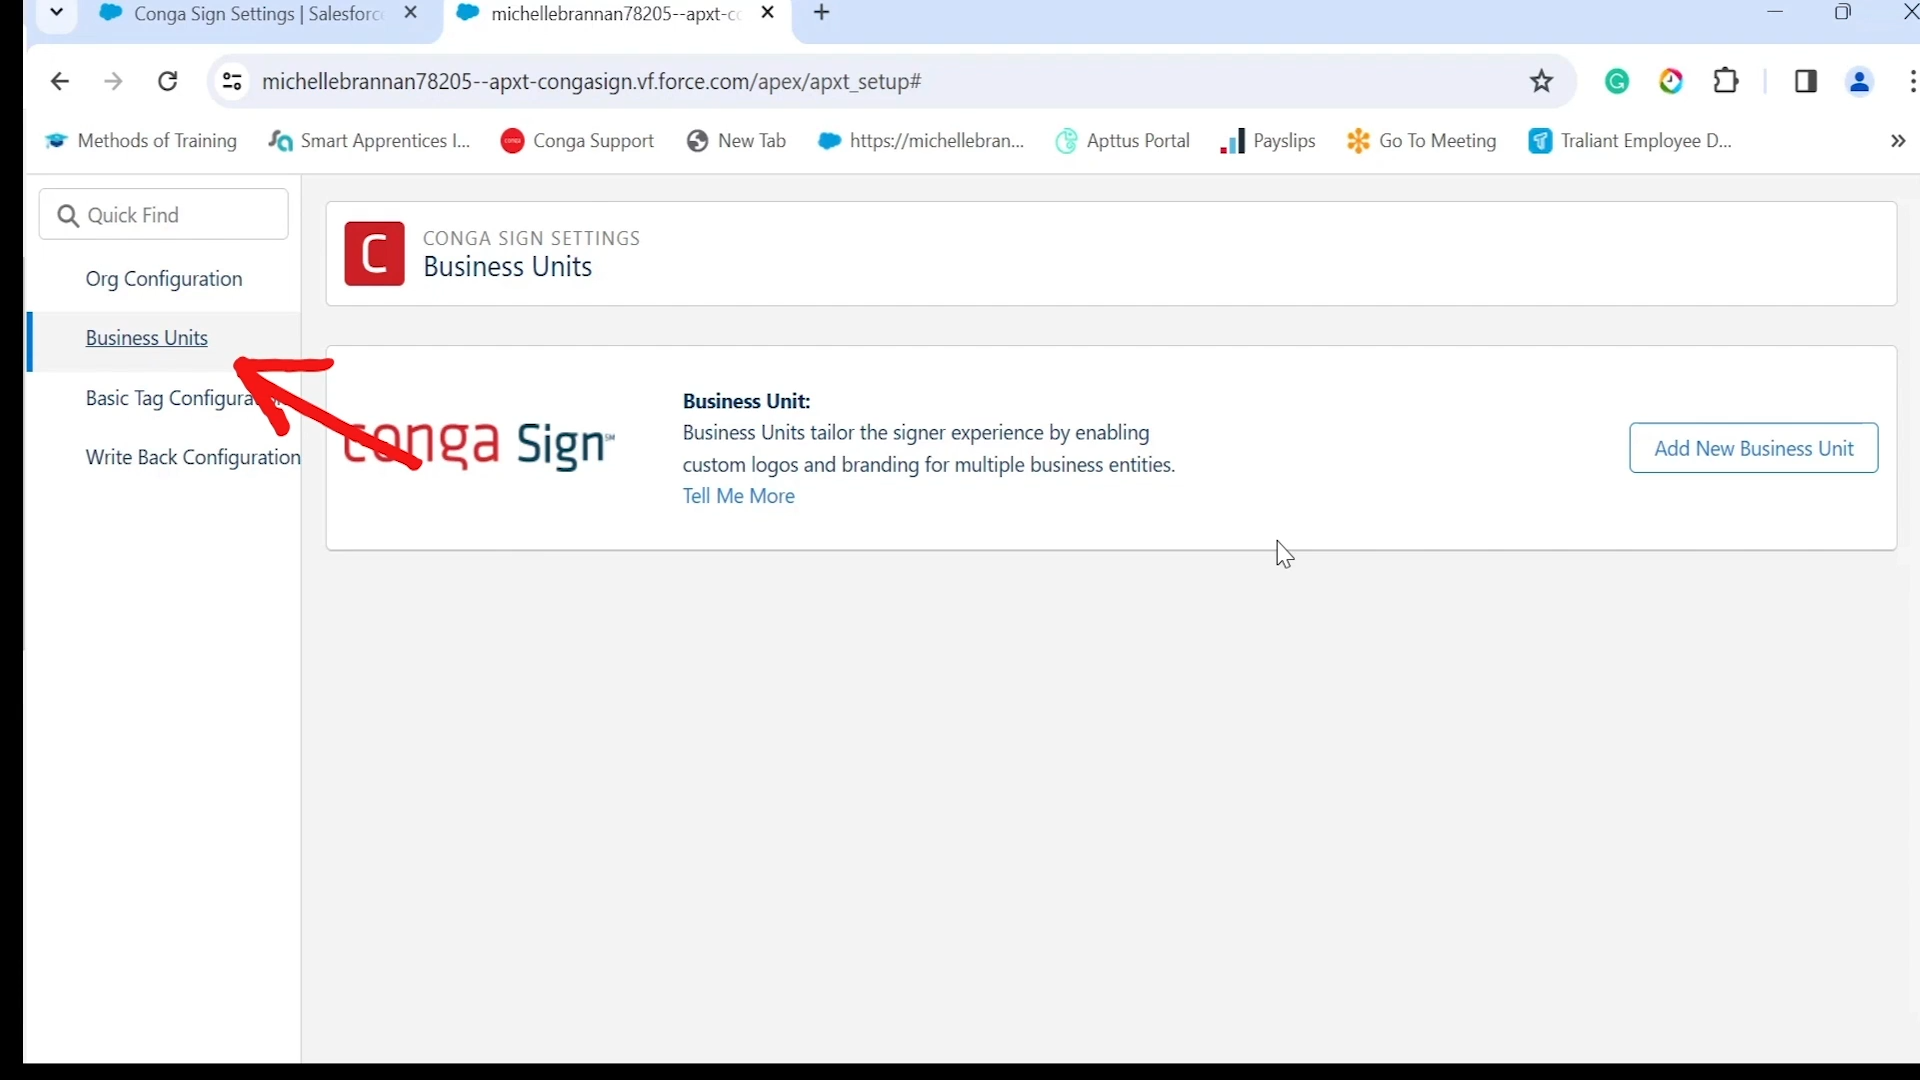 Conga Sign Settings | Salesforc
michellebrannan78205--apxt-co
michellebrannan78205--apxt-congasign.vf.force.com/apex/apxt_setup#
Methods of Training
Smart Apprentices I...
Conga Support
New Tab
https://michellebran...
Apttus Portal
Payslips
Go To Meeting
Traliant Employee D...
Quick Find
Org Configuration
Business Units
Basic Tag Configura
Write Back Configuration
C
CONGA SIGN SETTINGS
Business Units
conga Sign℠
Business Unit:
Business Units tailor the signer experience by enabling
custom logos and branding for multiple business entities.
Tell Me More
Add New Business Unit